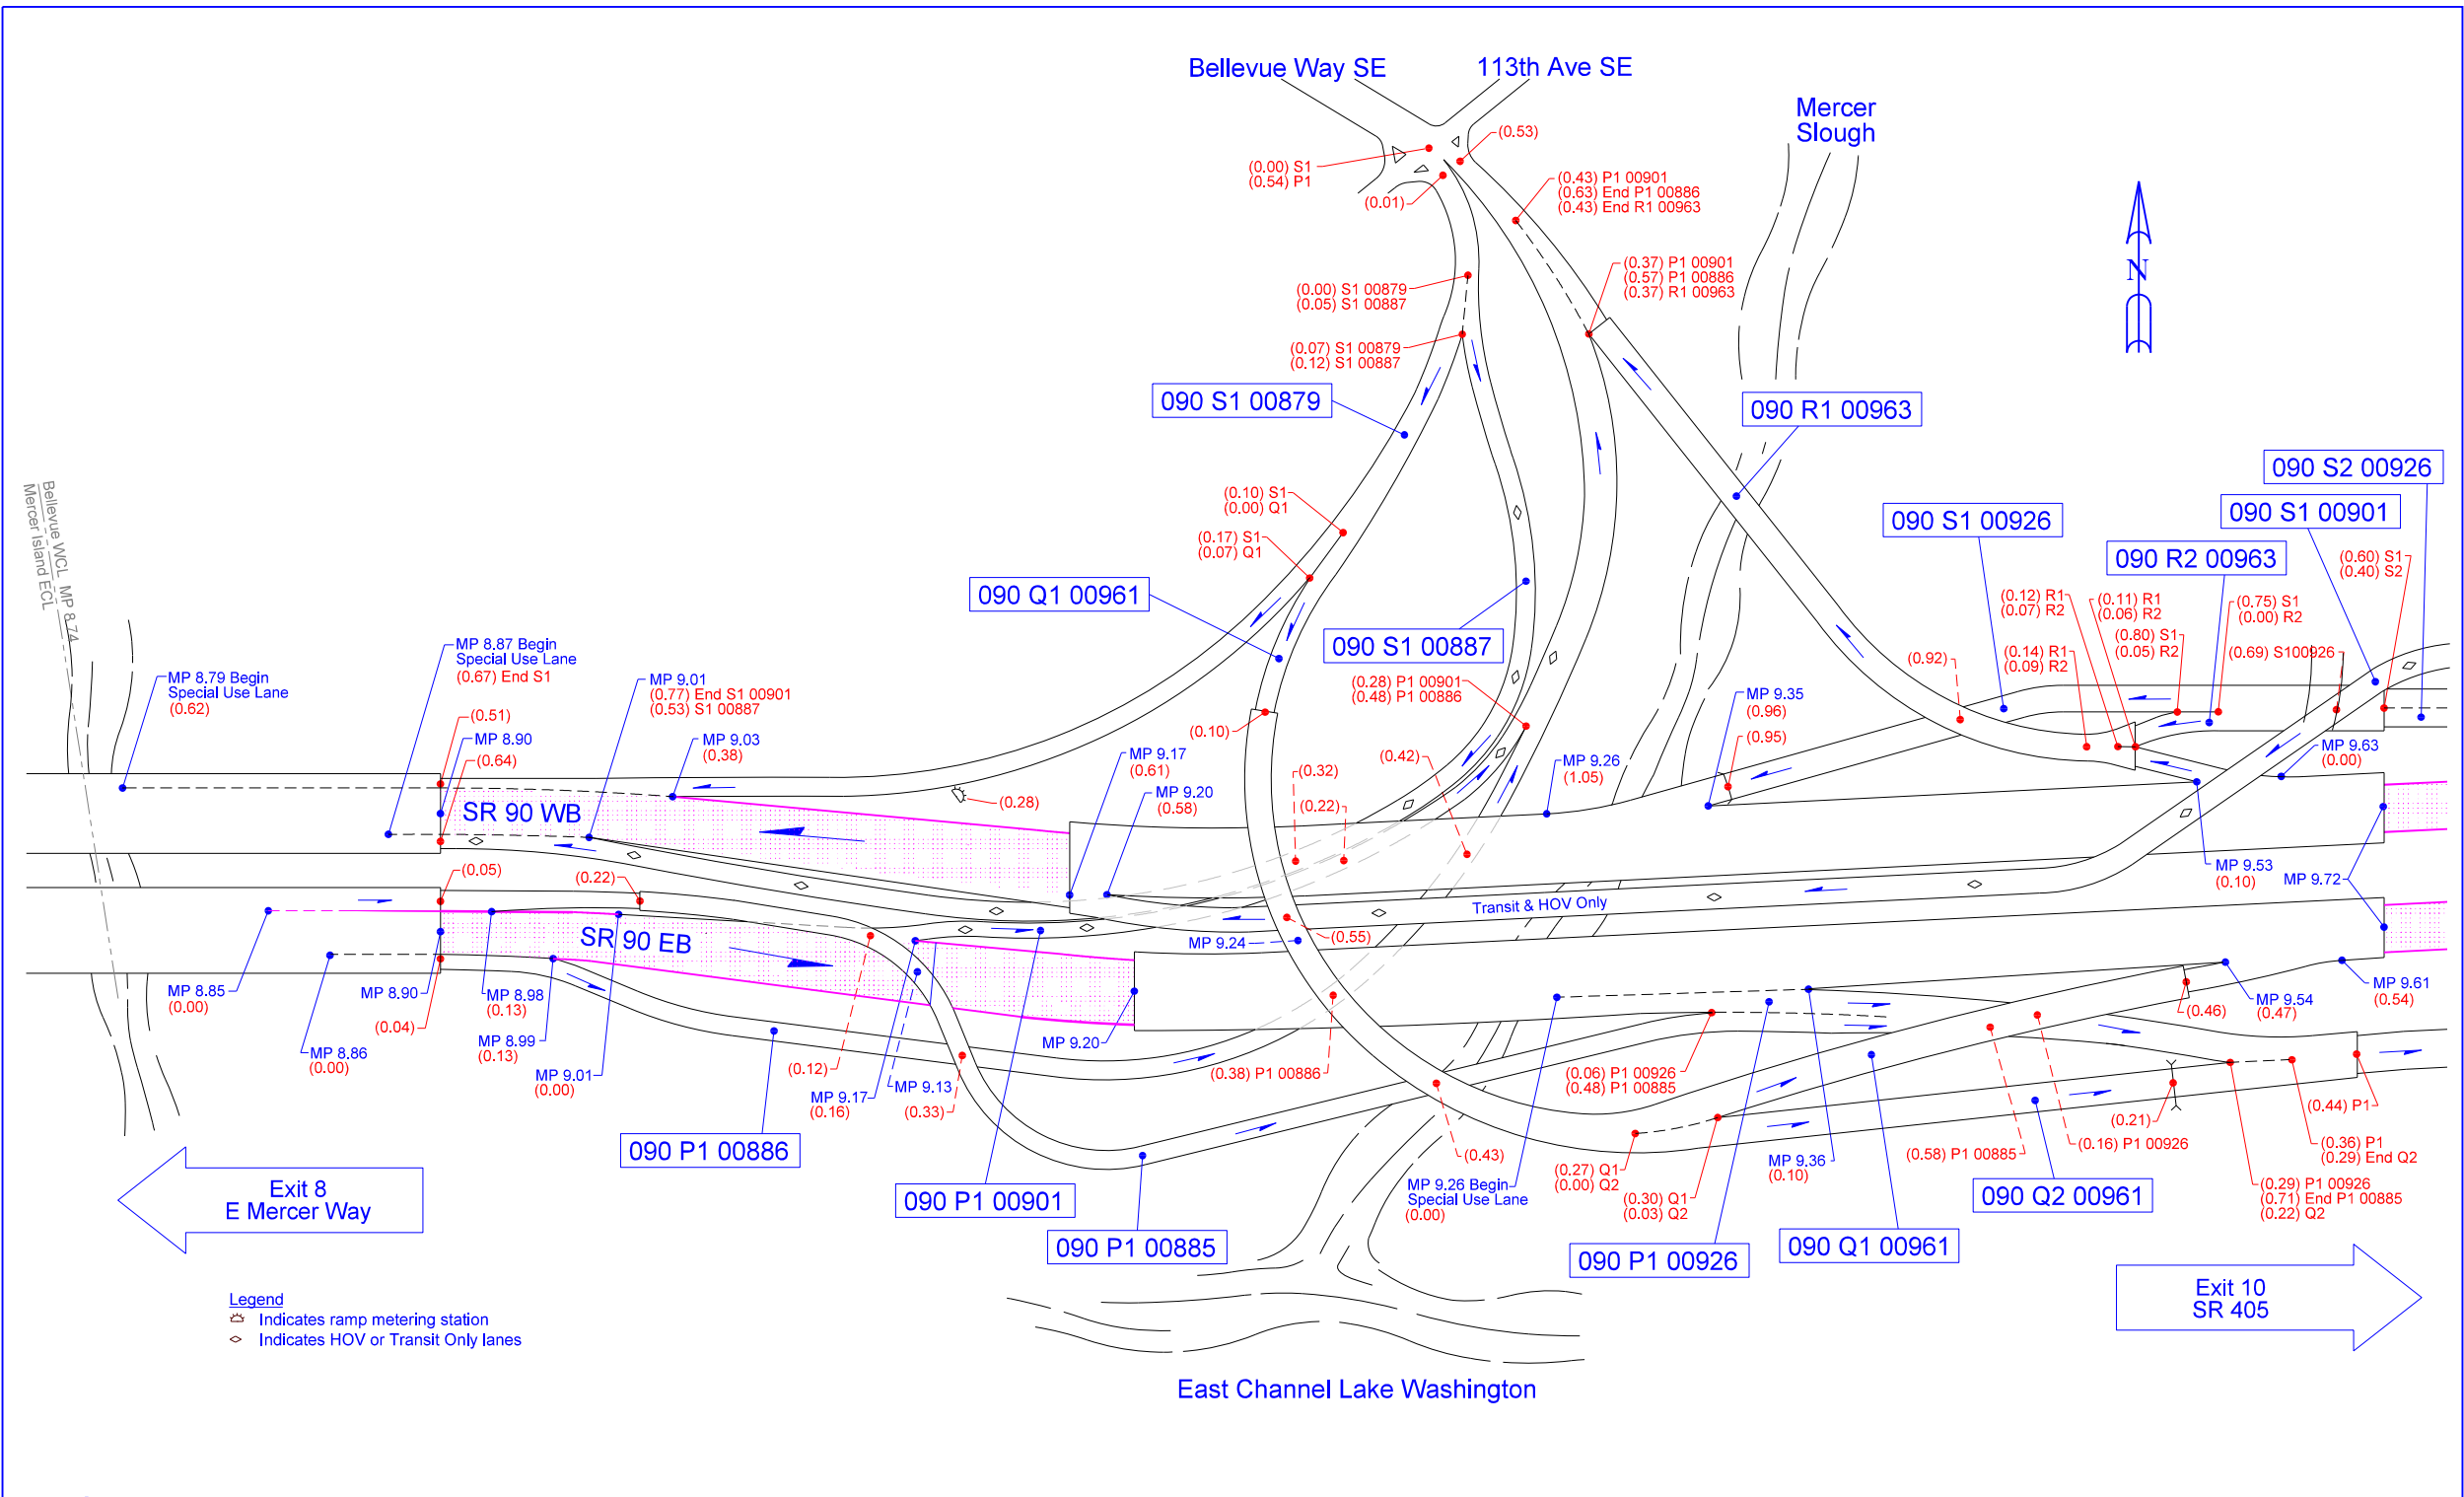 Bellevue Way SE
113th Ave SE
Mercer
Slough
(0.53)
(0.00) S1
(0.54) P1
(0.01)
(0.43) P1 00901
(0.63) End P1 00886
(0.43) End R1 00963
N
(0.37) P1 00901
(0.57) P1 00886
(0.37) R1 00963
(0.00) S1 00879
(0.05) S1 00887
(0.07) S1 00879
(0.12) S1 00887
090 S1 00879
090 R1 00963
090 S2 00926
090 S1 00901
090 S1 00926
090 R2 00963
(0.10) S1
(0.00) Q1
(0.17) S1
(0.07) Q1
090 Q1 00961
090 S1 00887
(0.60) S1
(0.40) S2
(0.12) R1
(0.07) R2
(0.11) R1
(0.06) R2
(0.75) S1
(0.00) R2
(0.80) S1
(0.05) R2
(0.14) R1
(0.09) R2
(0.69) S100926
(0.92)
Bellevue WCL MP 8.74
Mercer Island ECL
MP 8.79 Begin
Special Use Lane
(0.62)
MP 8.87 Begin
Special Use Lane
(0.67) End S1
MP 9.01
(0.77) End S1 00901
(0.53) S1 00887
(0.28) P1 00901
(0.48) P1 00886
MP 9.35
(0.96)
(0.95)
(0.51)
MP 8.90
(0.64)
MP 9.03
(0.38)
(0.10)
MP 9.17
(0.61)
MP 9.20
(0.58)
(0.32)
(0.42)
(0.22)
MP 9.26
(1.05)
MP 9.63
(0.00)
SR 90 WB
(0.28)
MP 9.53
(0.10)
MP 9.72
(0.05)
(0.22)
Transit & HOV Only
SR 90 EB
MP 9.24
(0.55)
MP 8.85
(0.00)
MP 8.90
(0.04)
MP 8.98
(0.13)
MP 8.99
(0.13)
MP 8.86
(0.00)
MP 9.01
(0.00)
(0.12)
MP 9.17
(0.16)
MP 9.13
(0.33)
MP 9.20
(0.38) P1 00886
(0.06) P1 00926
(0.48) P1 00885
(0.46)
MP 9.54
(0.47)
MP 9.61
(0.54)
(0.44) P1
(0.21)
(0.36) P1
(0.29) End Q2
(0.16) P1 00926
(0.58) P1 00885
(0.43)
MP 9.26 Begin
Special Use Lane
(0.00)
(0.27) Q1
(0.00) Q2
(0.30) Q1
(0.03) Q2
MP 9.36
(0.10)
(0.29) P1 00926
(0.71) End P1 00885
(0.22) Q2
090 P1 00886
090 P1 00901
090 P1 00885
090 P1 00926
090 Q1 00961
090 Q2 00961
Exit 8
E Mercer Way
Exit 10
SR 405
Legend
Indicates ramp metering station
Indicates HOV or Transit Only lanes
East Channel Lake Washington